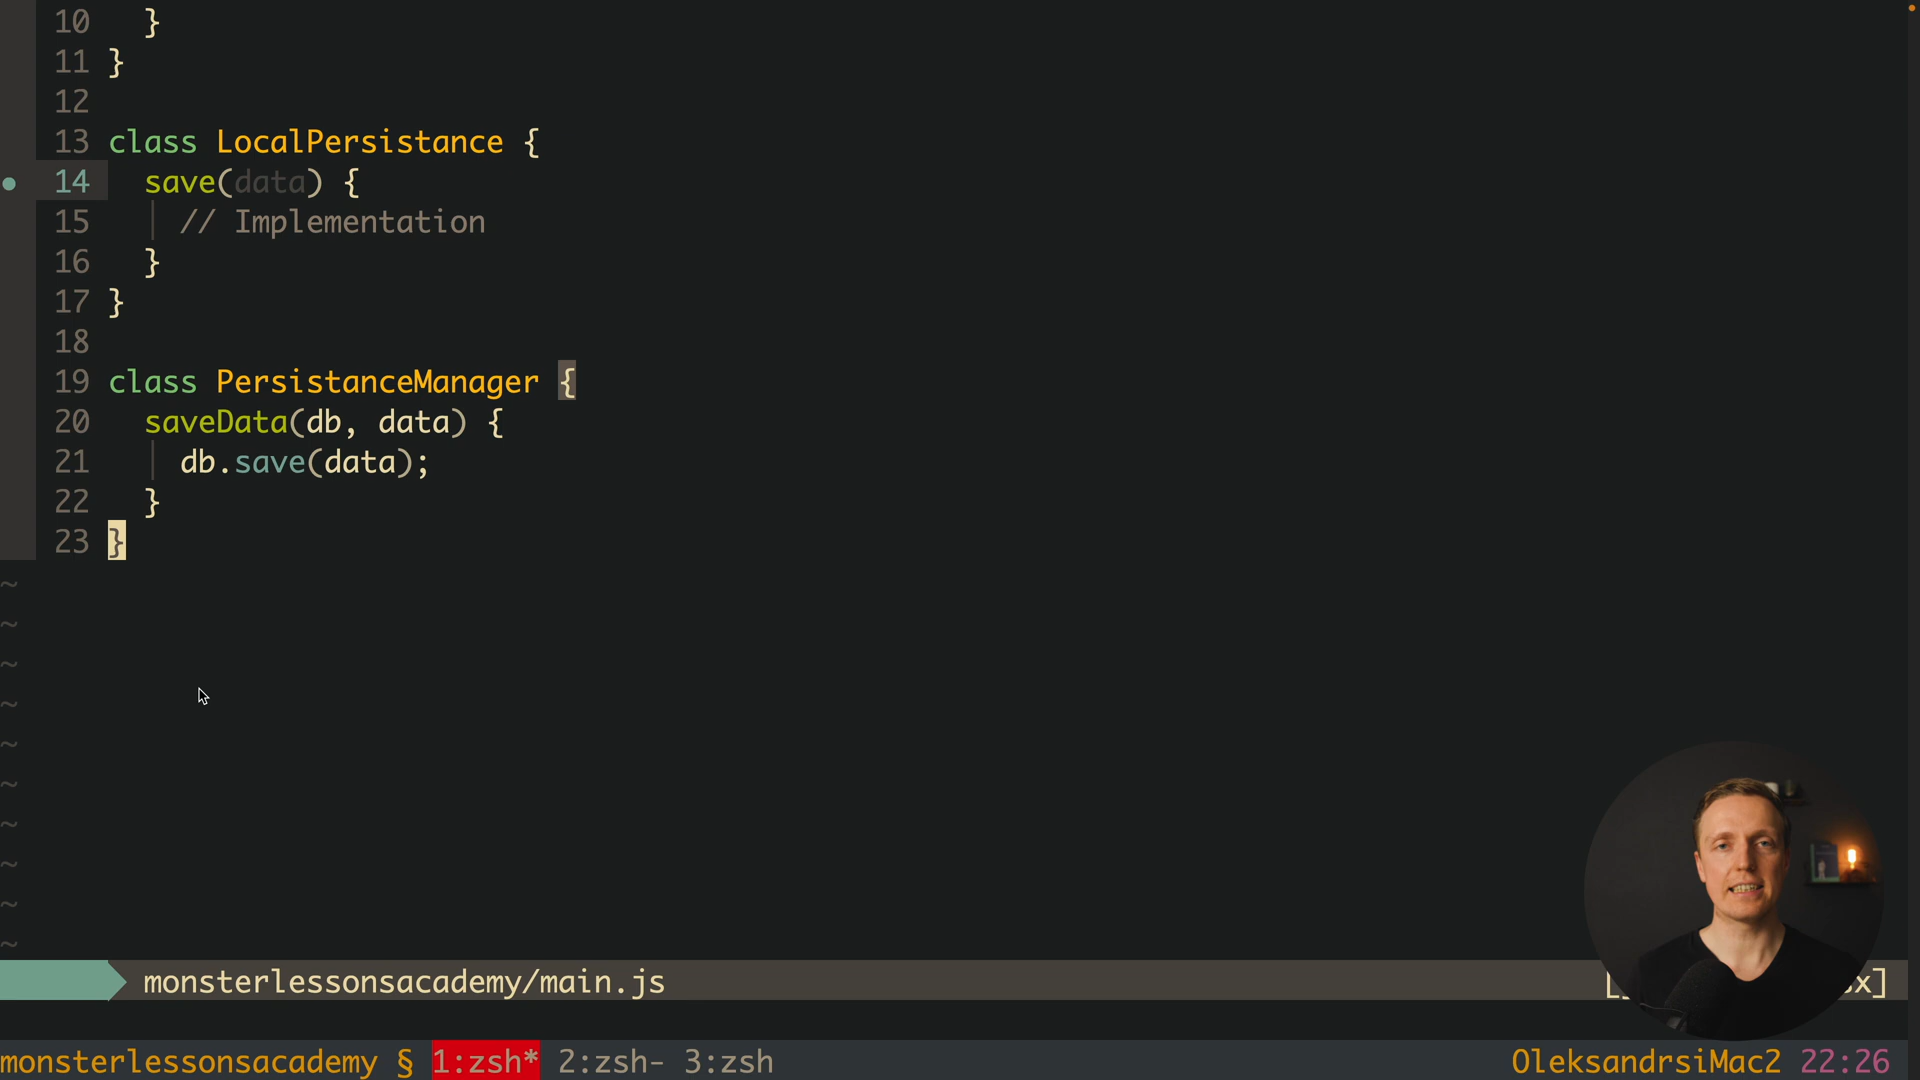 10   }
11 }
12
13 class LocalPersistance {
14   save(data) {
15     // Implementation
16   }
17 }
18
19 class PersistanceManager {
20   saveData(db, data) {
21     db.save(data);
22   }
23 }
~
~
~
~
~
~
~
~
~
~
monsterlessonsacademy/main.js
monsterlessonsacademy § 1:zsh* 2:zsh- 3:zsh OleksandrsiMac2 22:26